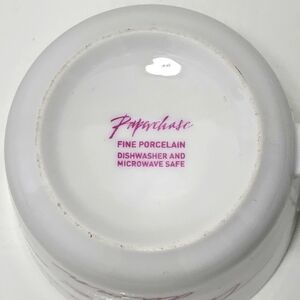 Paperchase
FINE PORCELAIN
DISHWASHER AND
MICROWAVE SAFE